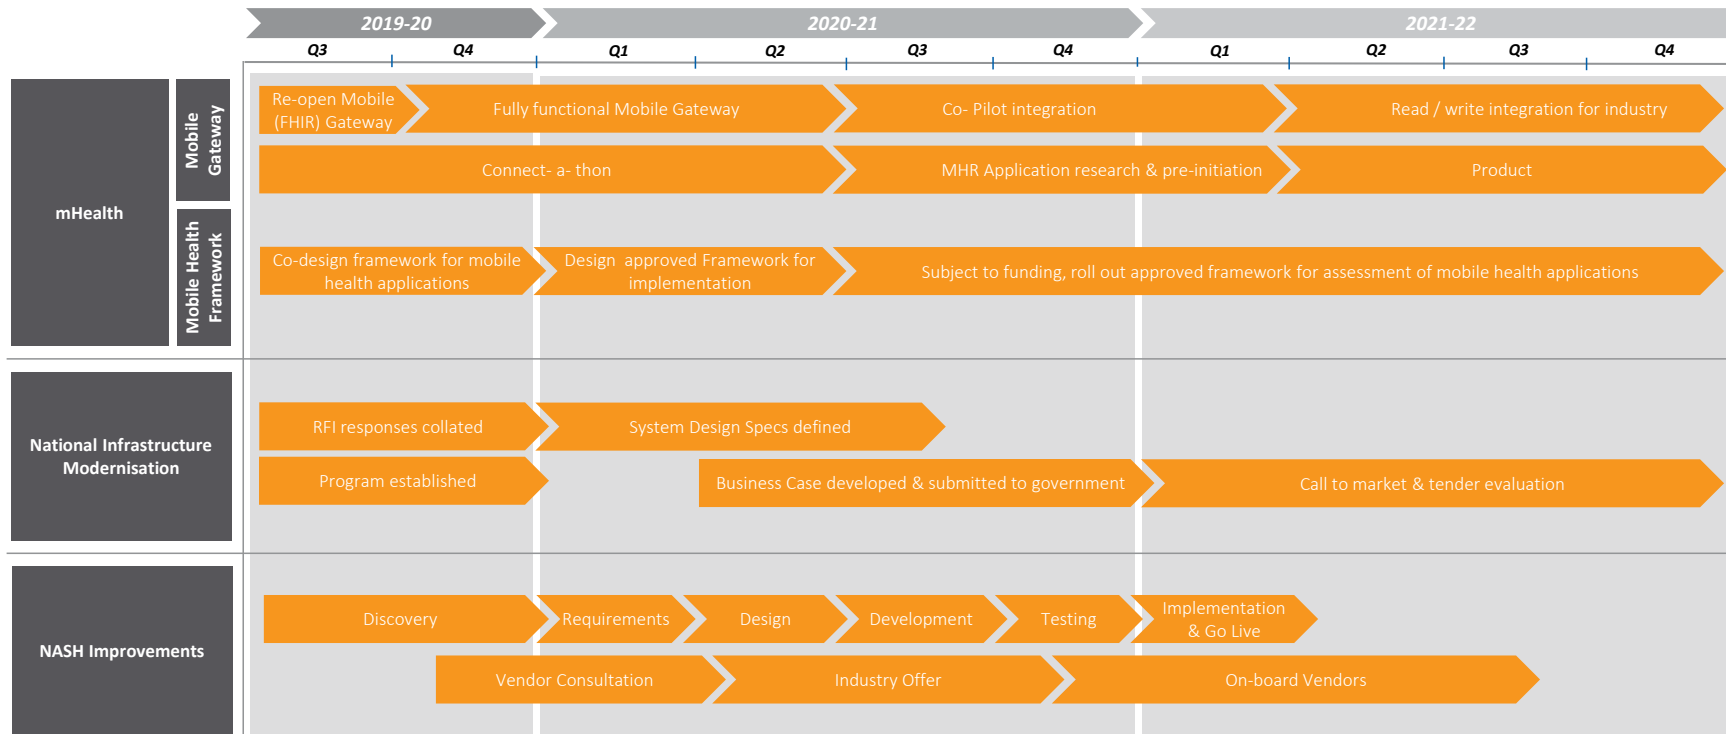 2019-20
2020-21
2021-22
Q3
Q4
Q1
Q2
Q3
Q4
Q1
Q2
Q3
Q4
mHealth
Mobile
Gateway
Re-open Mobile
(FHIR) Gateway
Fully functional Mobile Gateway
Co- Pilot integration
Read / write integration for industry
Connect- a- thon
MHR Application research & pre-initiation
Product
Mobile Health
Framework
Co-design framework for mobile
health applications
Design approved Framework for
implementation
Subject to funding, roll out approved framework for assessment of mobile health applications
National Infrastructure
Modernisation
RFI responses collated
System Design Specs defined
Program established
Business Case developed & submitted to government
Call to market & tender evaluation
NASH Improvements
Discovery
Requirements
Design
Development
Testing
Implementation
& Go Live
Vendor Consultation
Industry Offer
On-board Vendors